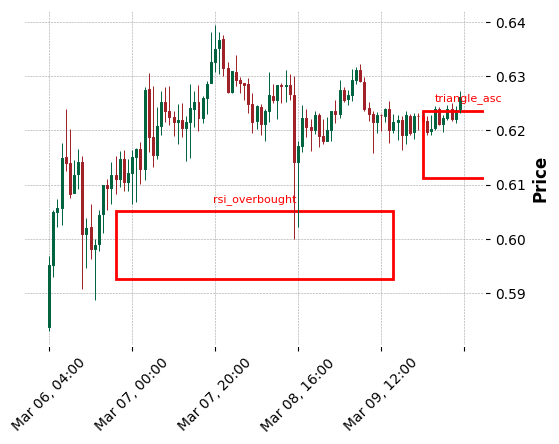 0.64
0.63
triangle_asc
0.62
0.61
rsi_overbought
0.60
0.59
Price
Mar 06, 04:00
Mar 07, 00:00
Mar 07, 20:00
Mar 08, 16:00
Mar 09, 12:00